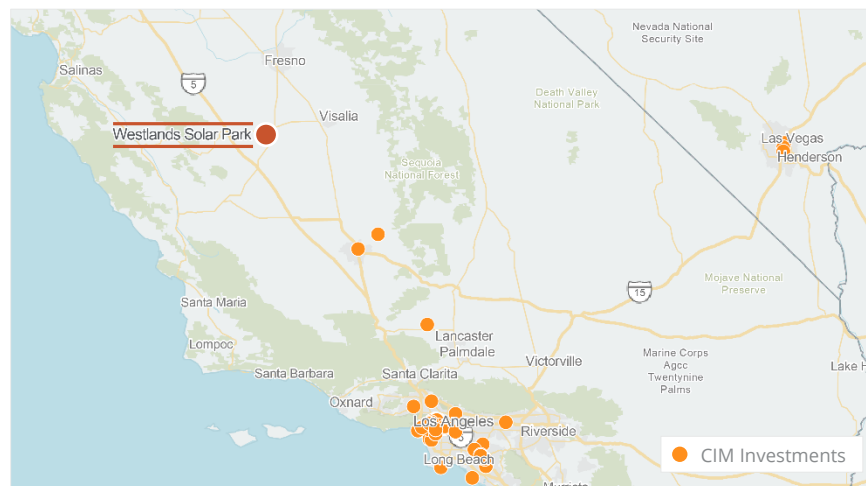 Nevada National
Security Site
Salinas
Fresno
5
Death Valley
National Park
Visalia
Westlands Solar Park
Las Vegas
Henderson
Sequoia
National Forest
Mojave National
Preserve
15
Santa Maria
Lancaster
Palmdale
Lompoc
Victorville
Marine Corps
Agcc
Twentynine
Palms
Lake H
Santa Barbara
Santa Clarita
Oxnard
Los Angeles
Riverside
5
Long Beach
CIM Investments